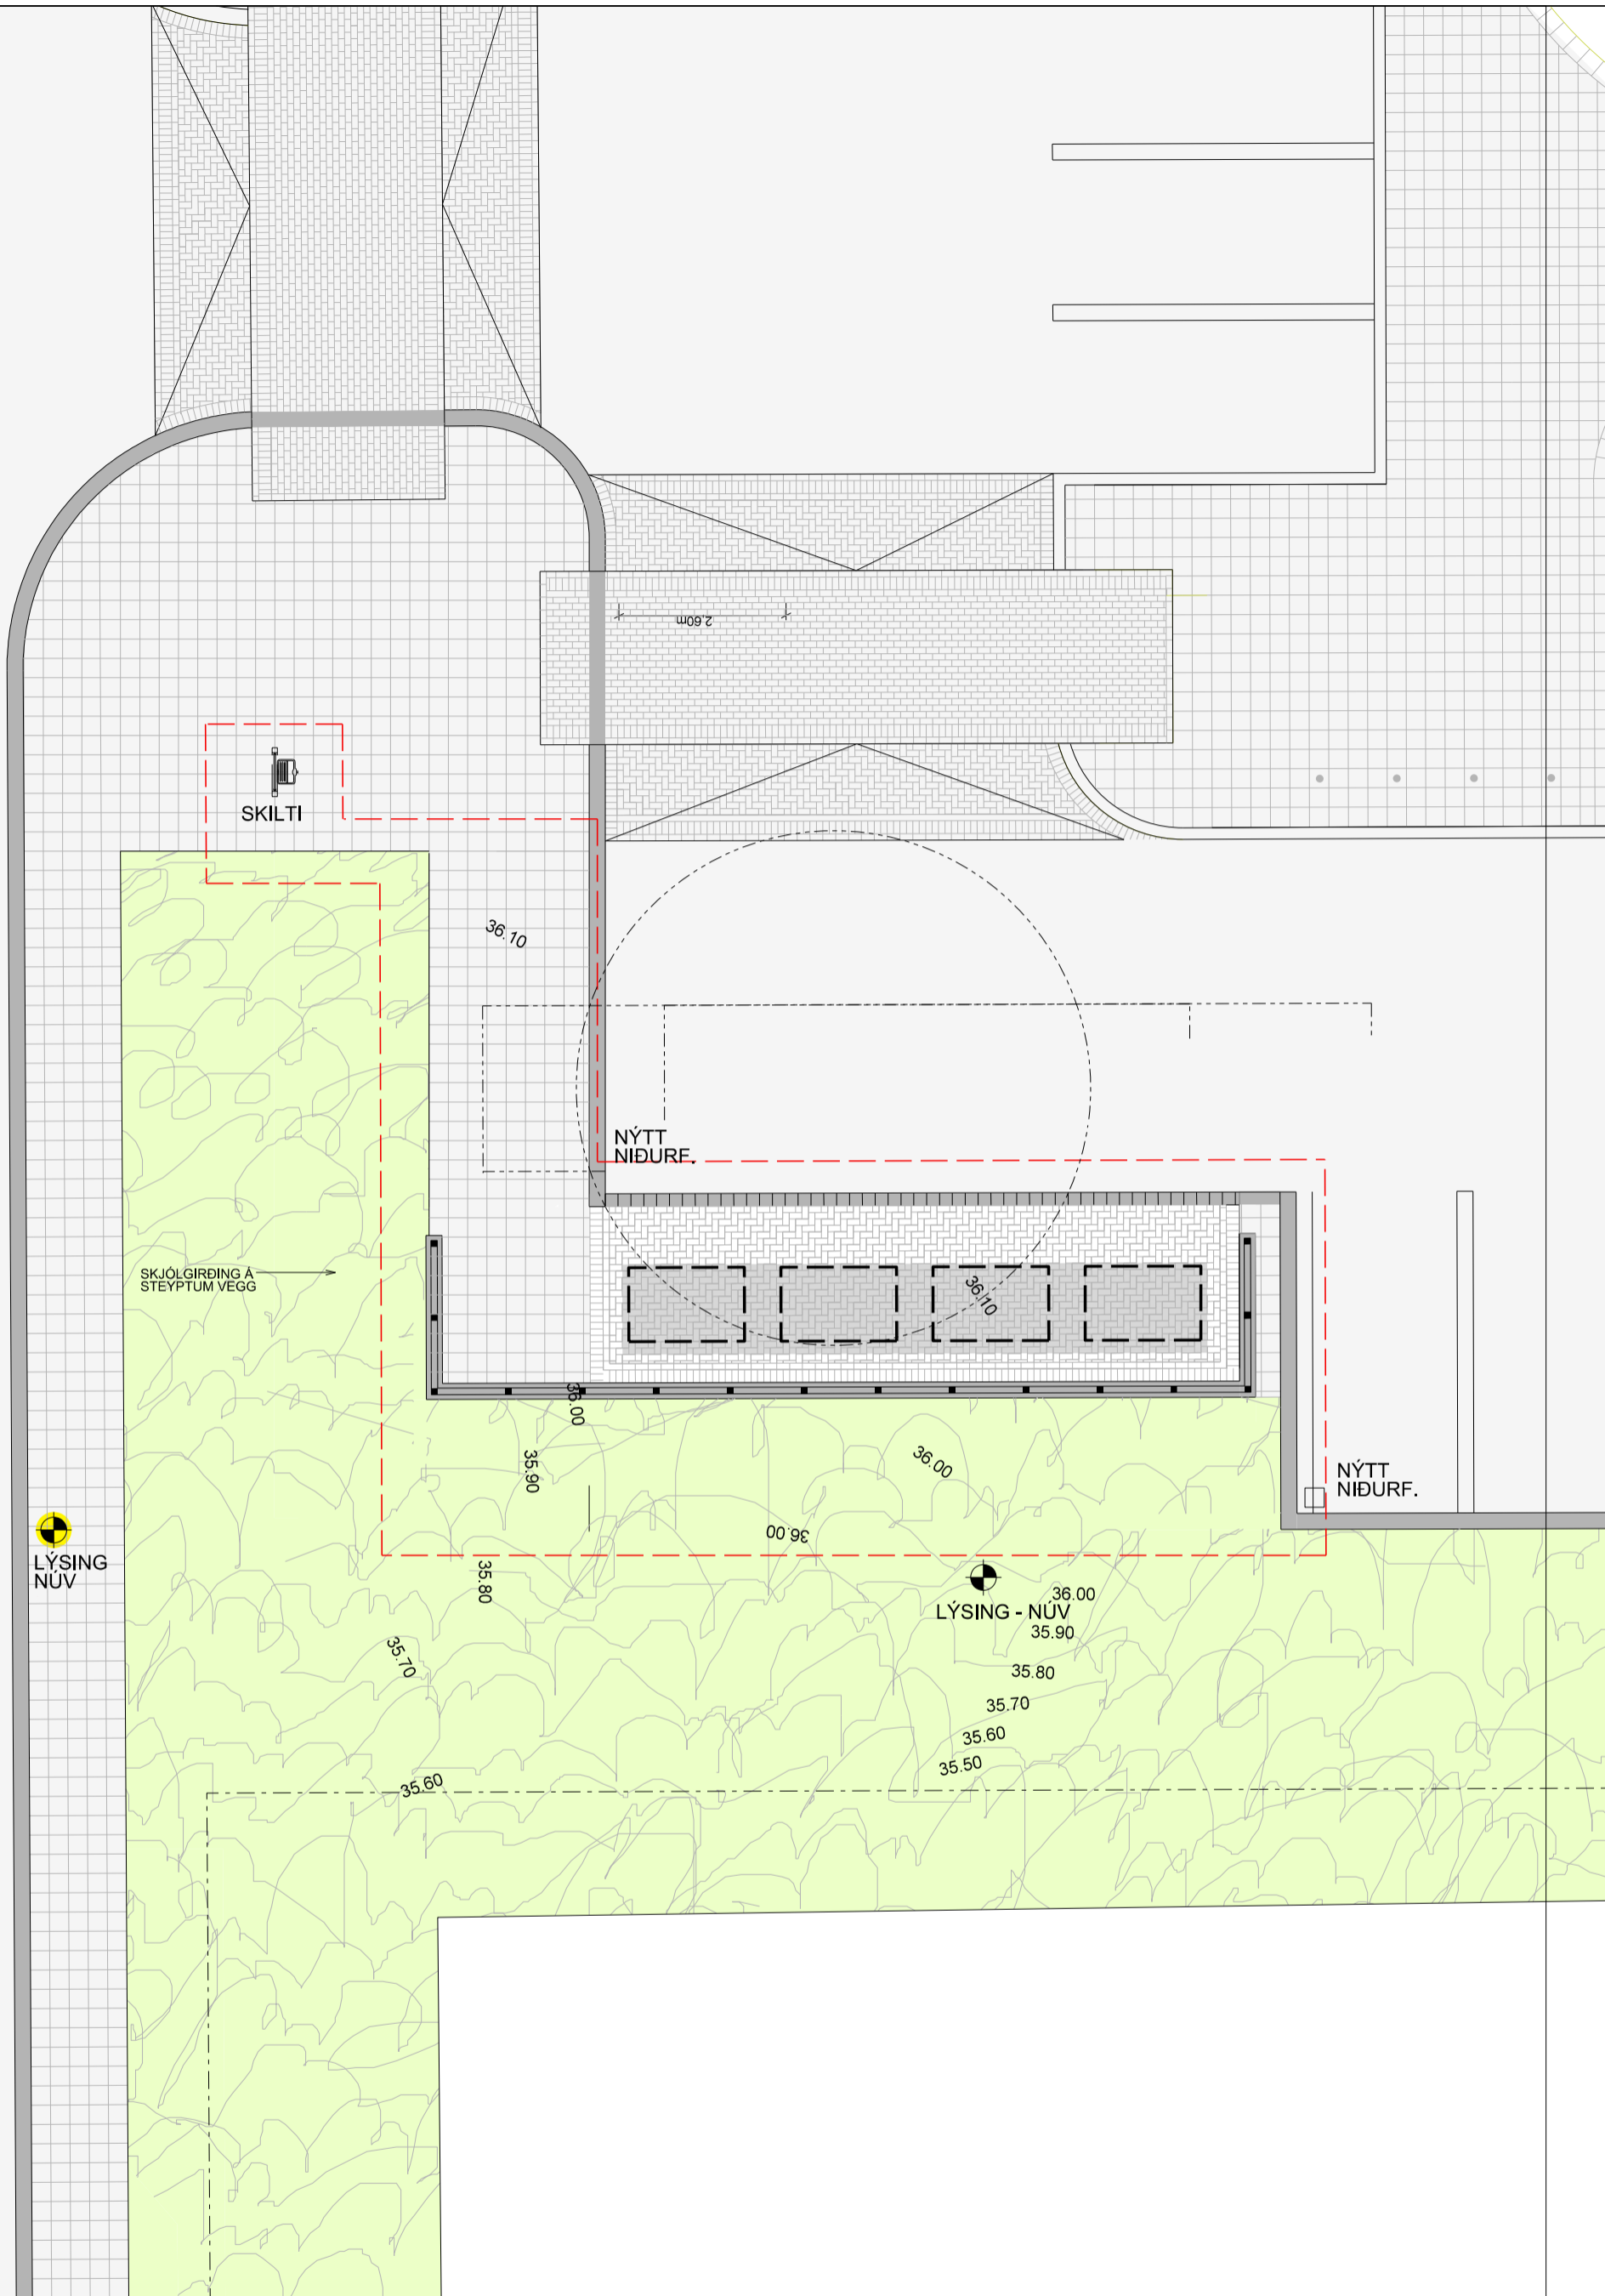 2,60m
SKILTI
36.10
NÝTT
NIÐURF.
SKJÓLGIRÐING Á
STEYPTUM VEGG
36.10
36.00
35.90
36.00
NÝTT
NIÐURF.
36.00
LÝSING
NÚV
35.80
36.00
LÝSING - NÚV
35.90
35.70
35.80
35.70
35.60
35.50
35.60